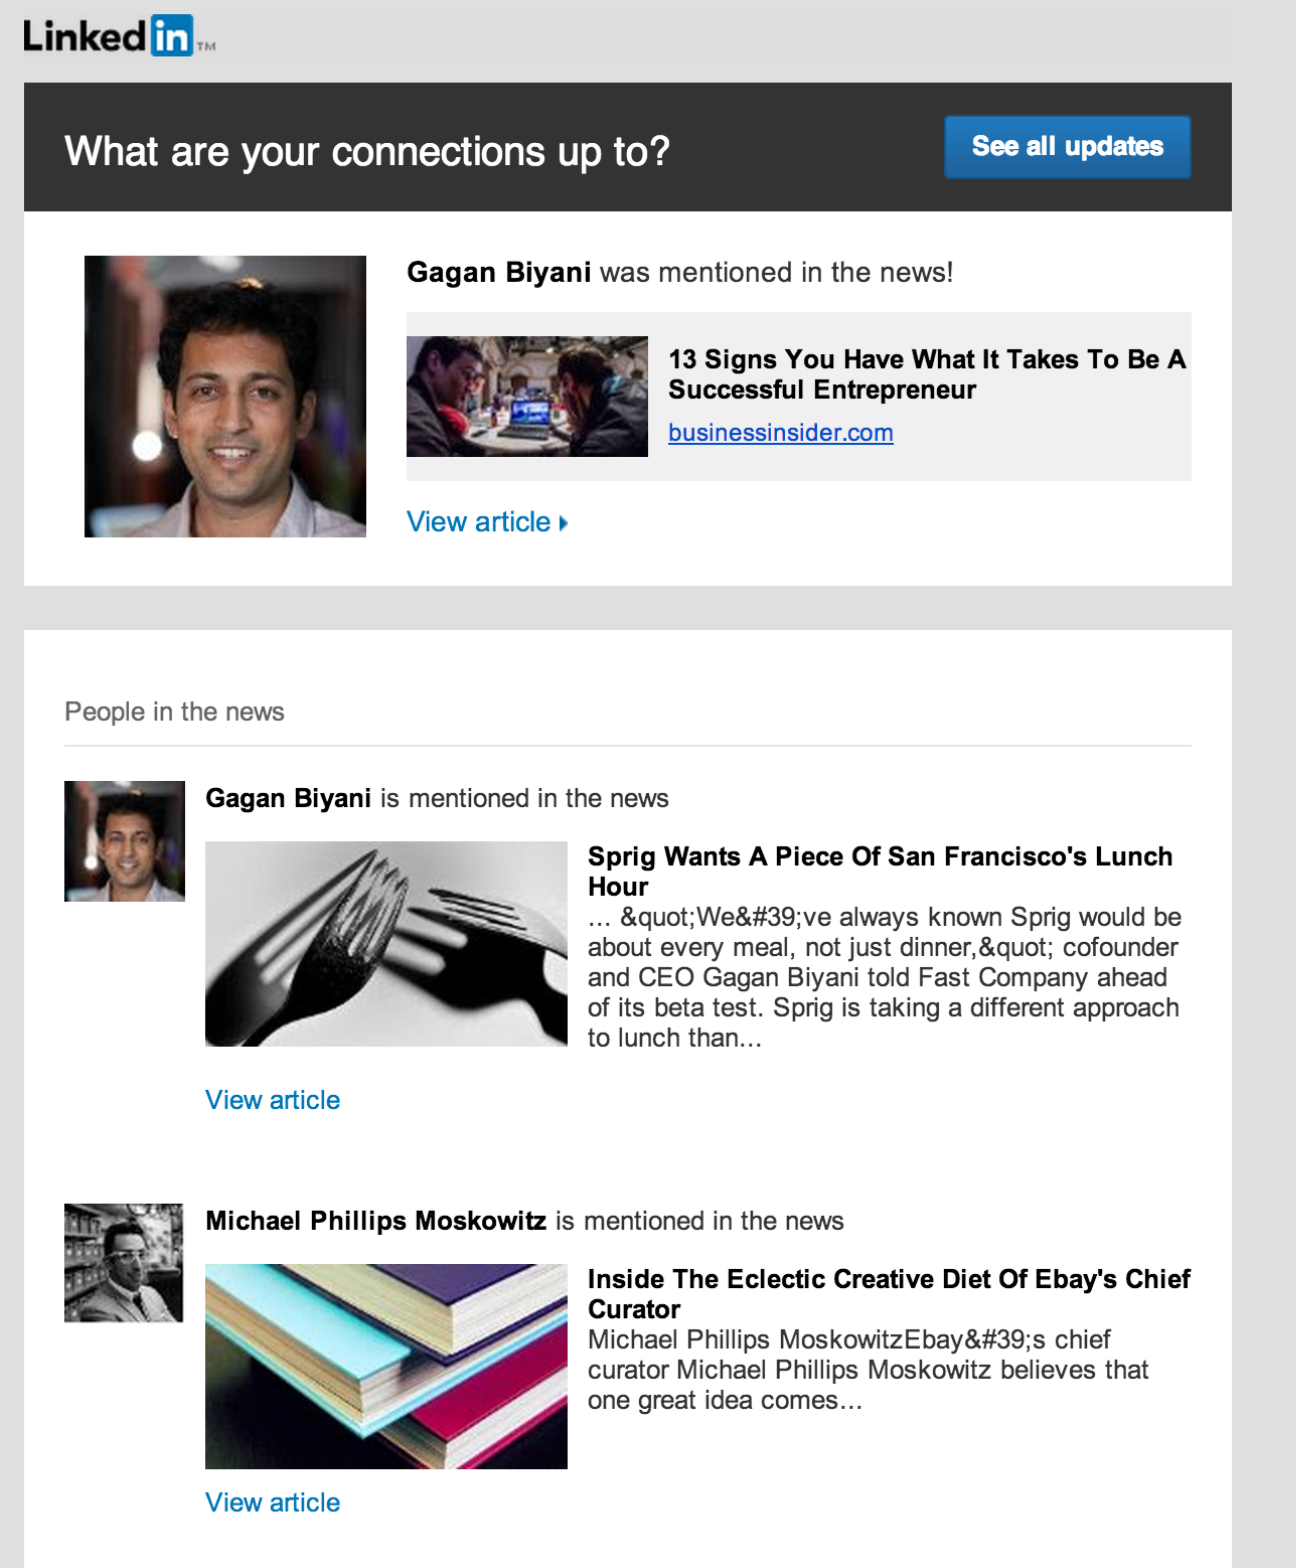 Linked in ™
What are your connections up to?
See all updates
Gagan Biyani was mentioned in the news!
13 Signs You Have What It Takes To Be A
Successful Entrepreneur
businessinsider.com
View article
People in the news
Gagan Biyani is mentioned in the news
Sprig Wants A Piece Of San Francisco's Lunch
Hour
... &quot;We&#39;ve always known Sprig would be
about every meal, not just dinner,&quot; cofounder
and CEO Gagan Biyani told Fast Company ahead
of its beta test. Sprig is taking a different approach
to lunch than...
View article
Michael Phillips Moskowitz is mentioned in the news
Inside The Eclectic Creative Diet Of Ebay's Chief
Curator
Michael Phillips MoskowitzEbay&#39;s chief
curator Michael Phillips Moskowitz believes that
one great idea comes...
View article